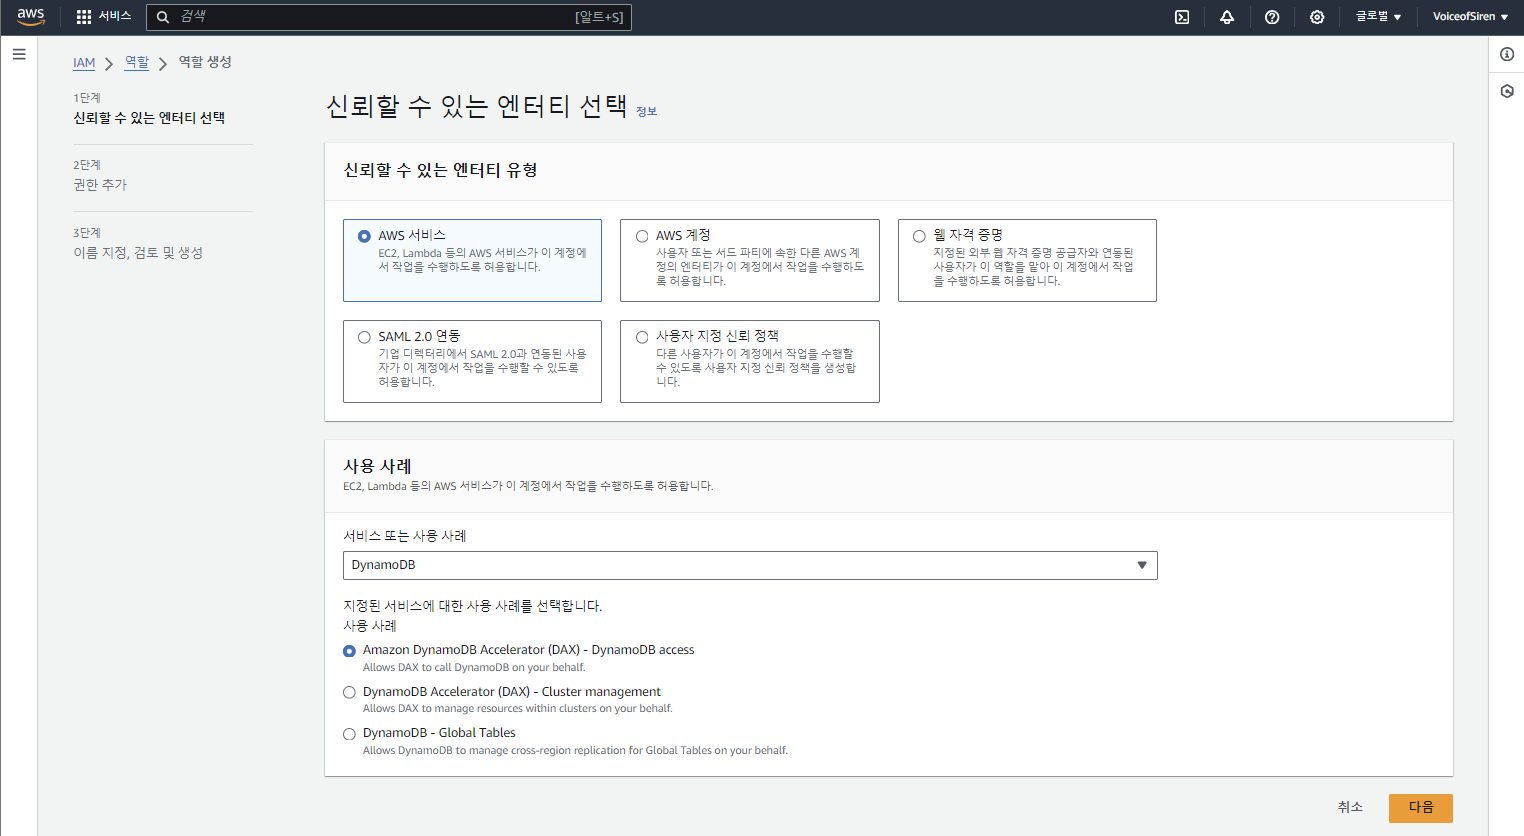 aws
서비스
검색
[알트+S]
글로벌
VoiceofSiren
IAM
역할
역할 생성
1단계
신뢰할 수 있는 엔터티 선택
2단계
권한 추가
3단계
이름 지정, 검토 및 생성
신뢰할 수 있는 엔터티 선택 정보
신뢰할 수 있는 엔터티 유형
AWS 서비스
EC2, Lambda 등의 AWS 서비스가 이 계정에
서 작업을 수행하도록 허용합니다.
AWS 계정
사용자 또는 서드 파티에 속한 다른 AWS 계
정의 엔터티가 이 계정에서 작업을 수행하도
록 허용합니다.
웹 자격 증명
지정된 외부 웹 자격 증명 공급자와 연동된
사용자가 이 역할을 맡아 이 계정에서 작업
을 수행하도록 허용합니다.
SAML 2.0 연동
기업 디렉터리에서 SAML 2.0과 연동된 사용
자가 이 계정에서 작업을 수행할 수 있도록
허용합니다.
사용자 지정 신뢰 정책
다른 사용자가 이 계정에서 작업을 수행할
수 있도록 사용자 지정 신뢰 정책을 생성합
니다.
사용 사례
EC2, Lambda 등의 AWS 서비스가 이 계정에서 작업을 수행하도록 허용합니다.
서비스 또는 사용 사례
DynamoDB
지정된 서비스에 대한 사용 사례를 선택합니다.
사용 사례
Amazon DynamoDB Accelerator (DAX) - DynamoDB access
Allows DAX to call DynamoDB on your behalf.
DynamoDB Accelerator (DAX) - Cluster management
Allows DAX to manage resources within clusters on your behalf.
DynamoDB - Global Tables
Allows DynamoDB to manage cross-region replication for Global Tables on your behalf.
취소
다음